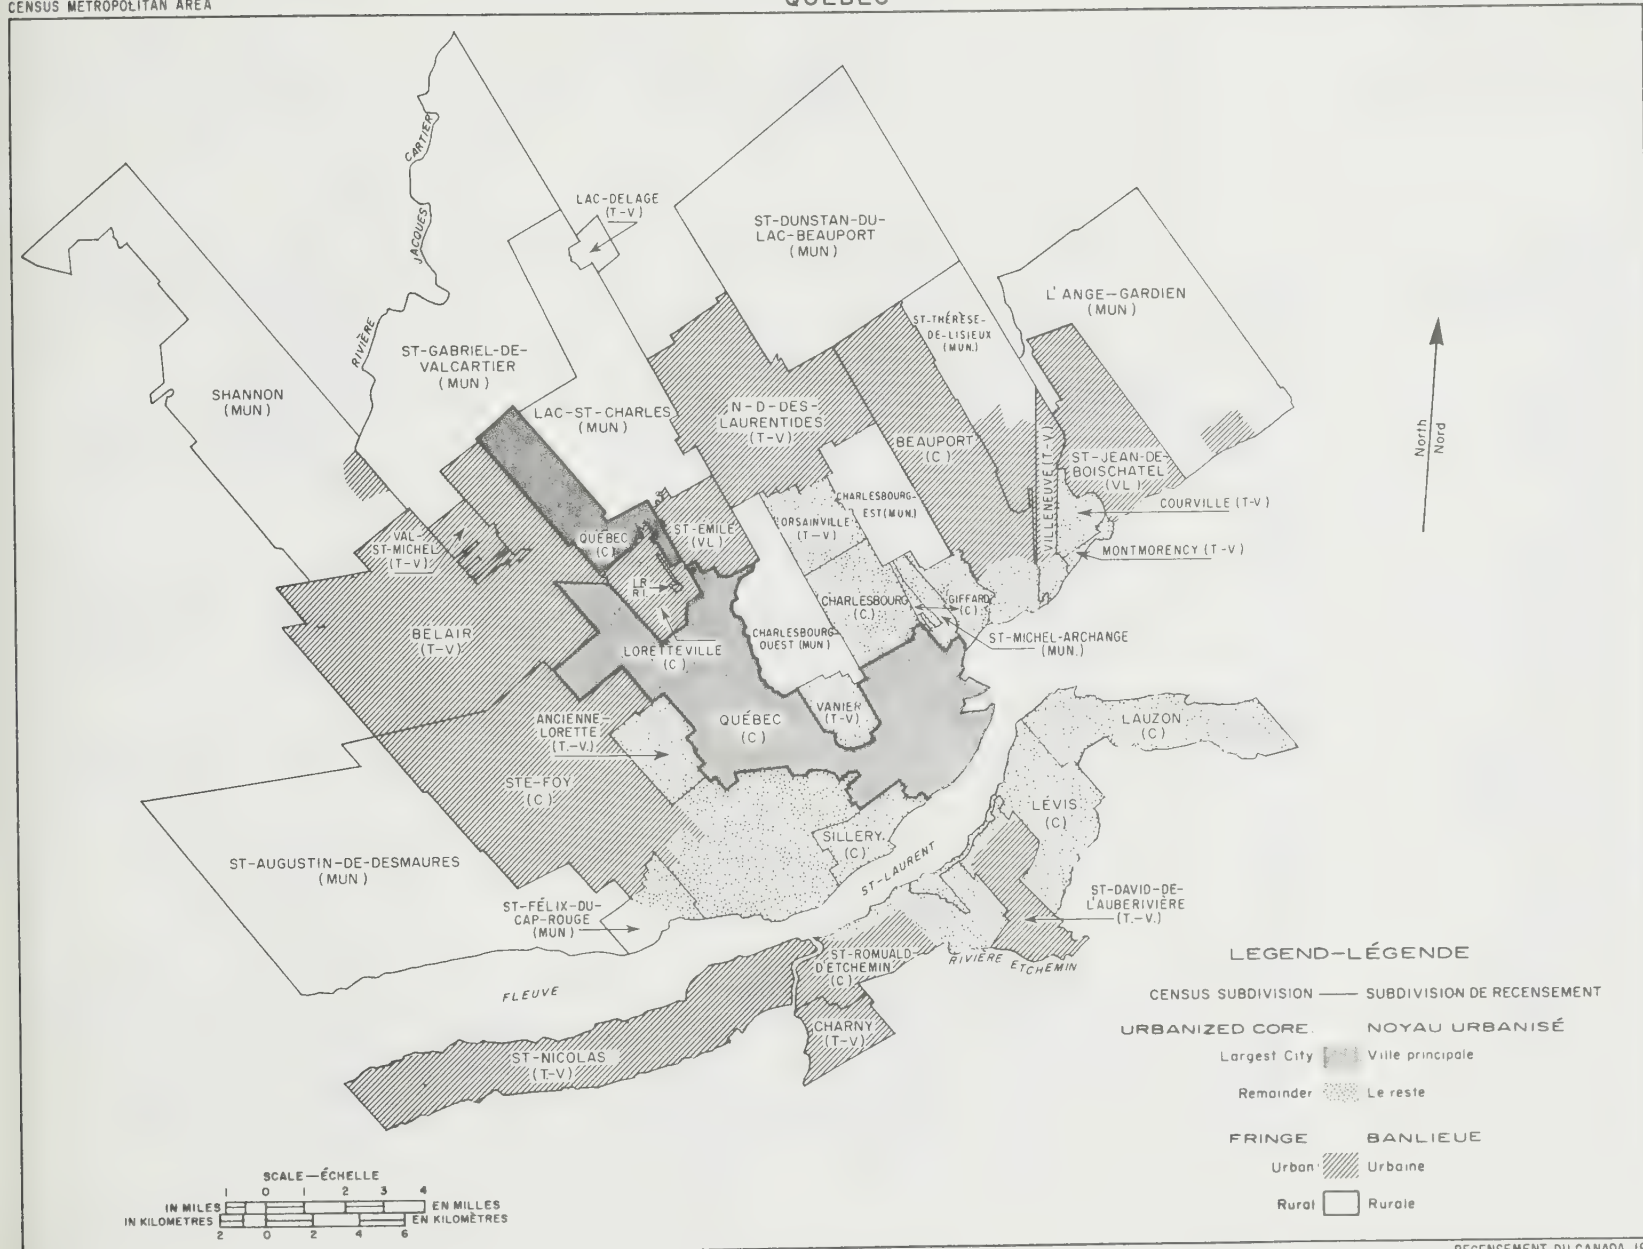 CENSUS METROPOLITAN AREA
QUÉBEC
RIVIÈRE
JACQUES
CARTIER
LAC-DELAGE
(T-V)
ST-DUNSTAN-DU-
LAC-BEAUPORT
(MUN)
L'ANGE-GARDIEN
(MUN)
ST-THÉRÈSE-
DE-LISIEUX
(MUN.)
ST-GABRIEL-DE-
VALCARTIER
(MUN)
SHANNON
(MUN)
LAC-ST-CHARLES
(MUN)
N-D-DES-
LAURENTIDES
(T-V)
BEAUPORT
(C)
North
Nord
ST-JEAN-DE-
BOISCHATEL
(VL)
VILLENEUVE (T-V)
COURVILLE (T-V)
MONTMORENCY (T-V)
CHARLESBOURG-
EST (MUN.)
ORSAINVILLE
(T-V)
VAL-
ST-MICHEL
(T-V)
QUÉBEC
(C)
ST-EMILE
(VL)
L.R.
R.I.
CHARLESBOURG
(C.)
GIFFARD
(C)
ST-MICHEL-ARCHANGE
(MUN.)
BÉLAIR
(T-V)
LORETTEVILLE
(C)
CHARLESBOURG-
OUEST (MUN)
VANIER
(T-V)
QUÉBEC
(C)
ANCIENNE-
LORETTE
(T.-V.)
LAUZON
(C)
STE-FOY
(C)
LÉVIS
(C)
SILLERY
(C)
ST-AUGUSTIN-DE-DESMAURES
(MUN)
ST-LAURENT
ST-DAVID-DE-
L'AUBERIVIÈRE
(T.-V.)
ST-FÉLIX-DU-
CAP-ROUGE
(MUN)
ST-ROMUALD-
D'ETCHEMIN
(C)
RIVIÈRE ETCHEMIN
FLEUVE
CHARNY
(T-V)
ST-NICOLAS
(T-V)
LEGEND-LÉGENDE
CENSUS SUBDIVISION — SUBDIVISION DE RECENSEMENT
URBANIZED CORE. NOYAU URBANISÉ
Largest City Ville principale
Remainder Le reste
FRINGE BANLIEUE
Urban Urbaine
Rural Rurale
SCALE—ÉCHELLE
1 0 1 2 3 4
IN MILES EN MILLES
IN KILOMETRES EN KILOMÈTRES
2 0 2 4 6
RECENSEMENT DU CANADA